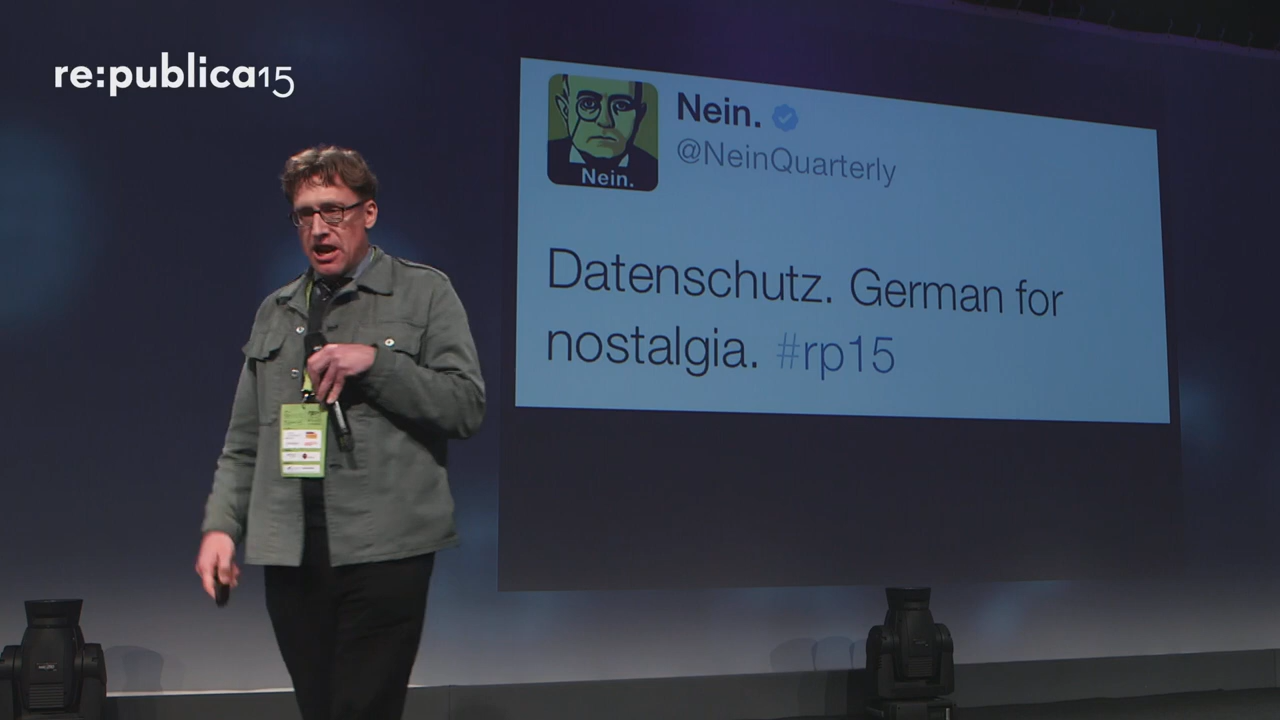 re:publica15
Nein.
@NeinQuarterly
Nein.
Datenschutz. German for
nostalgia. #rp15